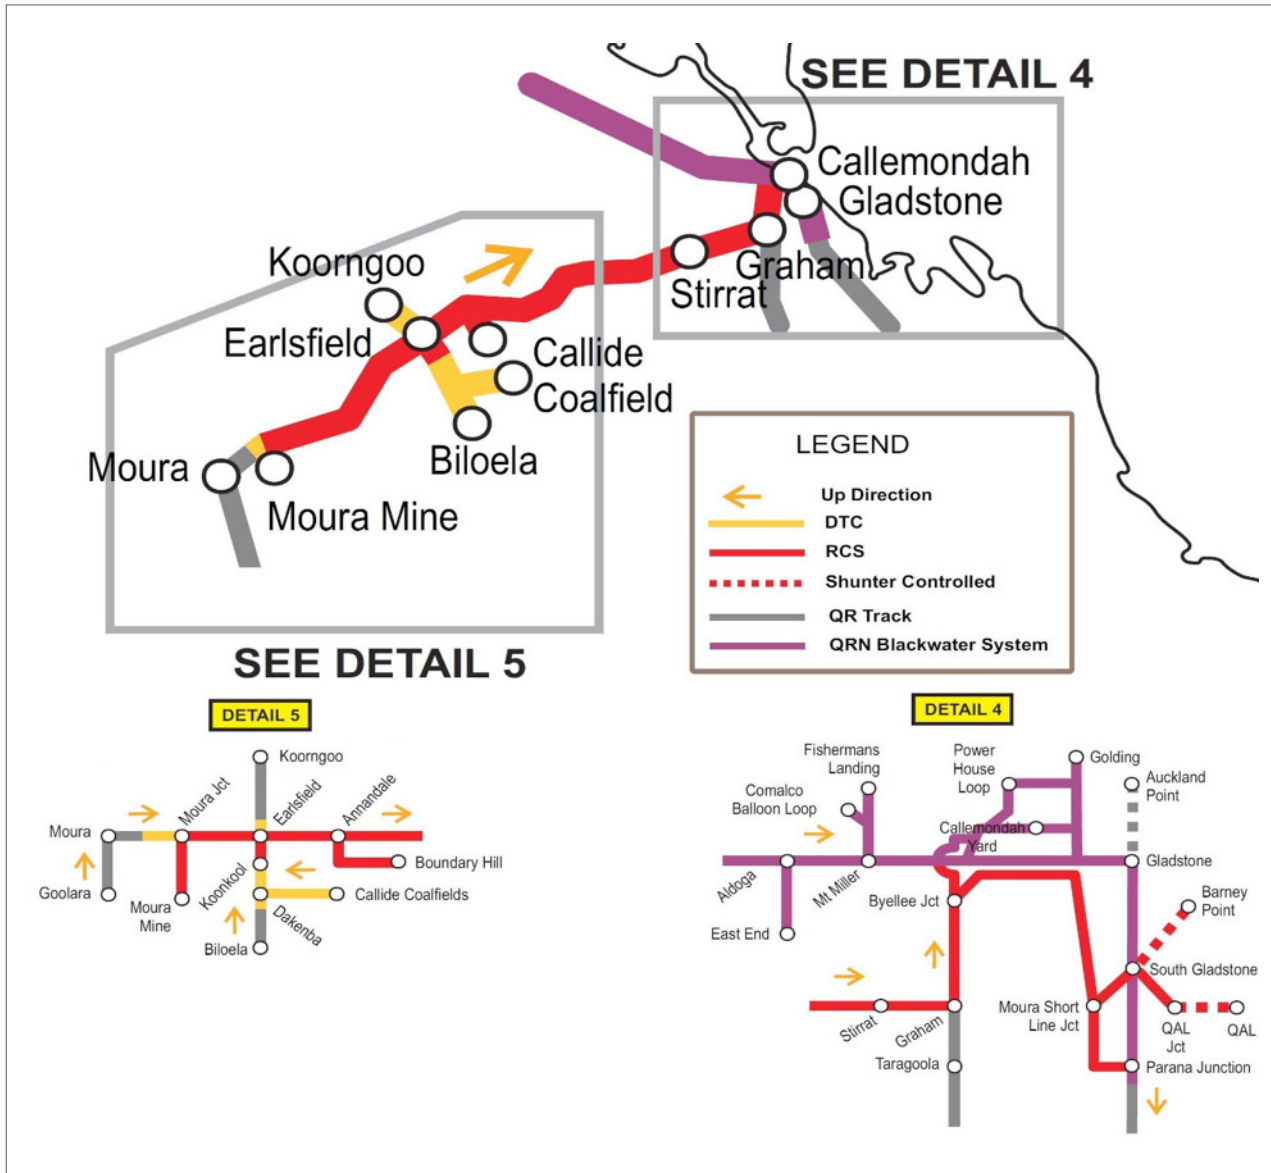 SEE DETAIL 4
Callemondah
Gladstone
Koorngoo
Graham
Stirrat
Earlsfield
Callide
Coalfield
Biloela
Moura
Moura Mine
LEGEND
Up Direction
DTC
RCS
Shunter Controlled
QR Track
QRN Blackwater System
SEE DETAIL 5
DETAIL 5
Koorngoo
Moura Jct
Earlsfield
Annandale
Moura
Boundary Hill
Goolara
Moura
Mine
Koonkool
Callide Coalfields
Dakenba
Biloela
DETAIL 4
Fishermans
Landing
Power
House
Loop
Golding
Comalco
Balloon Loop
Auckland
Point
Callemondah
Yard
Gladstone
Aldoga
Mt Miller
Byellee Jct
Barney
Point
East End
South Gladstone
Stirrat
Graham
Moura Short
Line Jct
QAL
Jct
QAL
Taragoola
Parana Junction